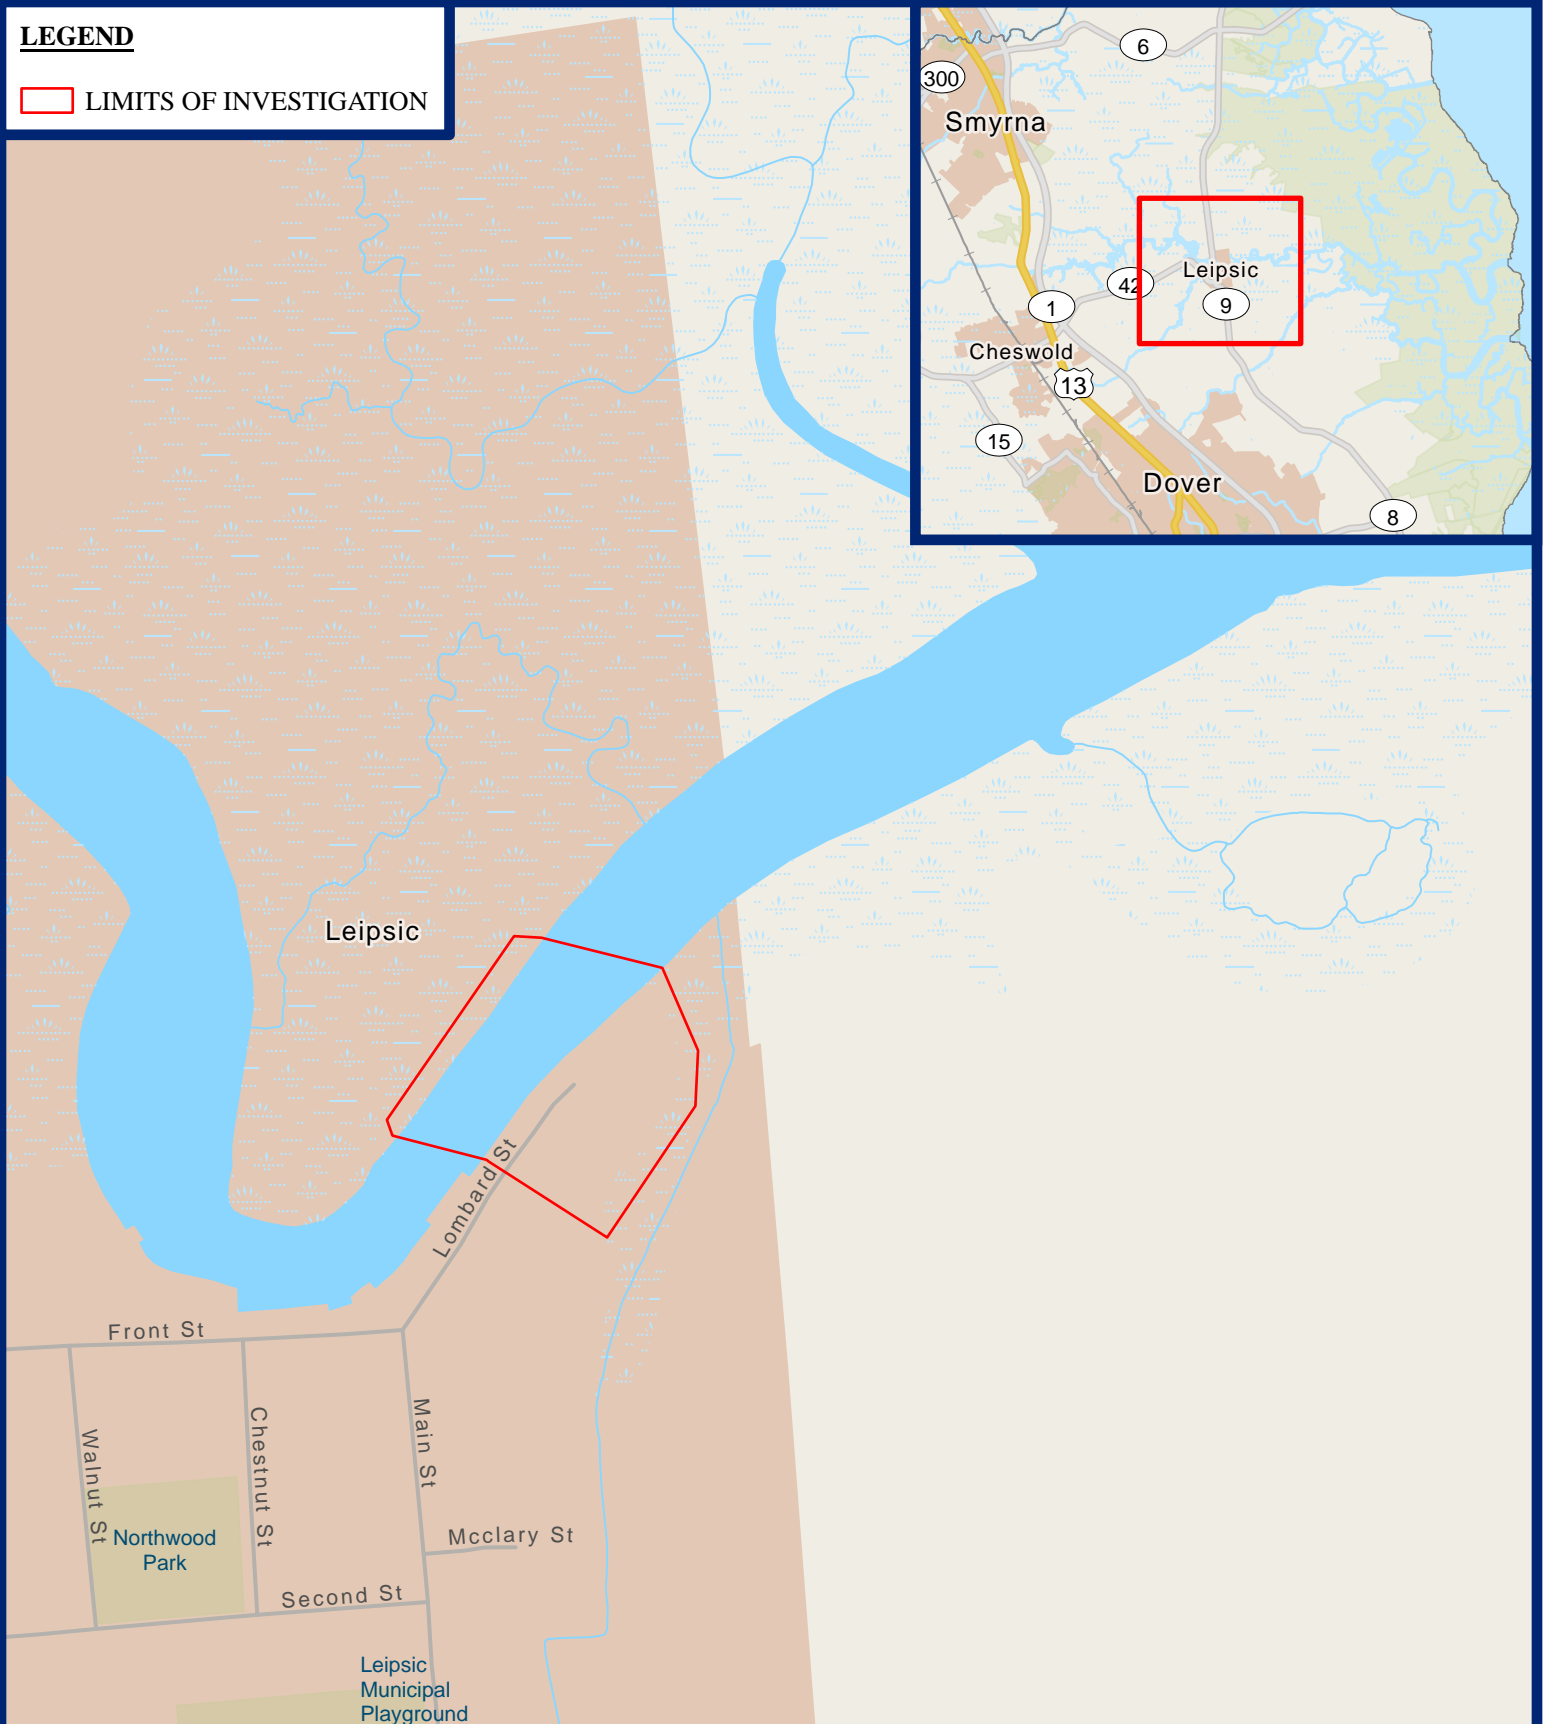 LEGEND
LIMITS OF INVESTIGATION
6
300
Smyrna
Leipsic
42
9
1
Cheswold
13
15
Dover
8
Leipsic
Lombard St
Front St
Walnut St
Chestnut St
Main St
Mcclary St
Northwood
Park
Second St
Leipsic
Municipal
Playground